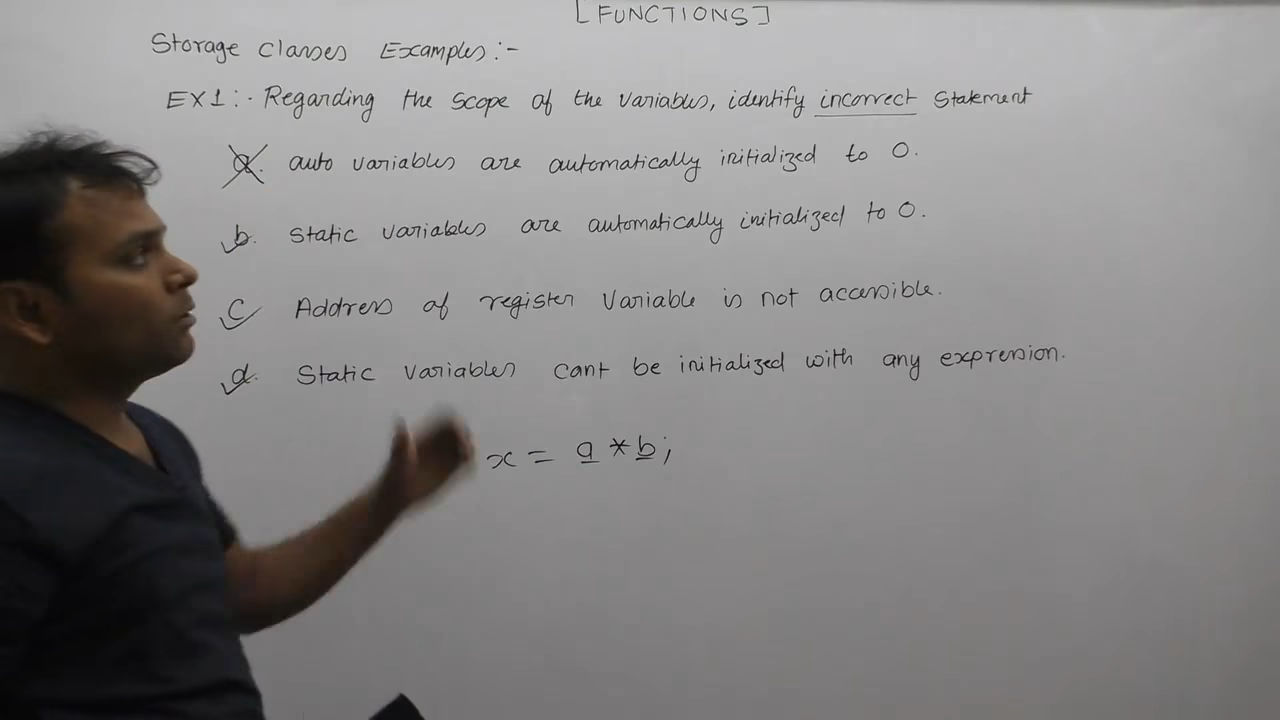 [FUNCTIONS]
Storage Classes Examples:-
EX1:- Regarding the scope of the variables, identify incorrect statement
a. auto variables are automatically initialized to 0.
b. Static variables are automatically initialized to 0.
c. Address of register variable is not accessible.
d. Static variables cant be initialized with any expression.
x = a * b;